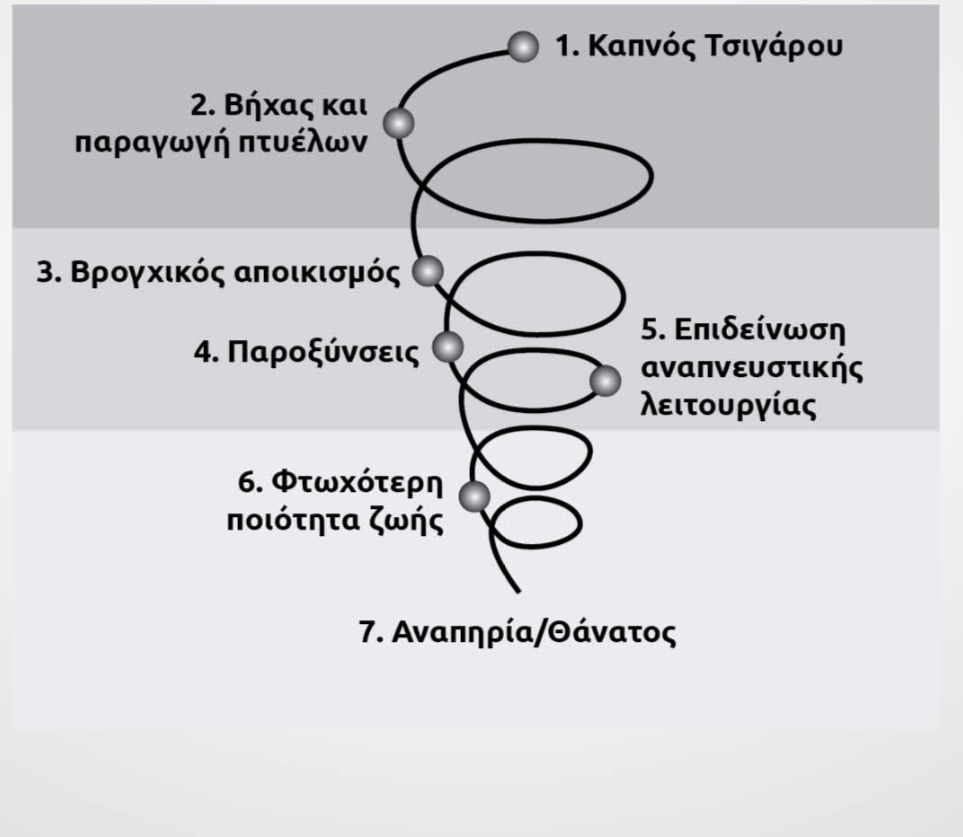 1. Καπνός Τσιγάρου
2. Βήχας και
παραγωγή πτυέλων
3. Βρογχικός αποικισμός
4. Παροξύνσεις
5. Επιδείνωση
αναπνευστικής
λειτουργίας
6. Φτωχότερη
ποιότητα ζωής
7. Αναπηρία/Θάνατος